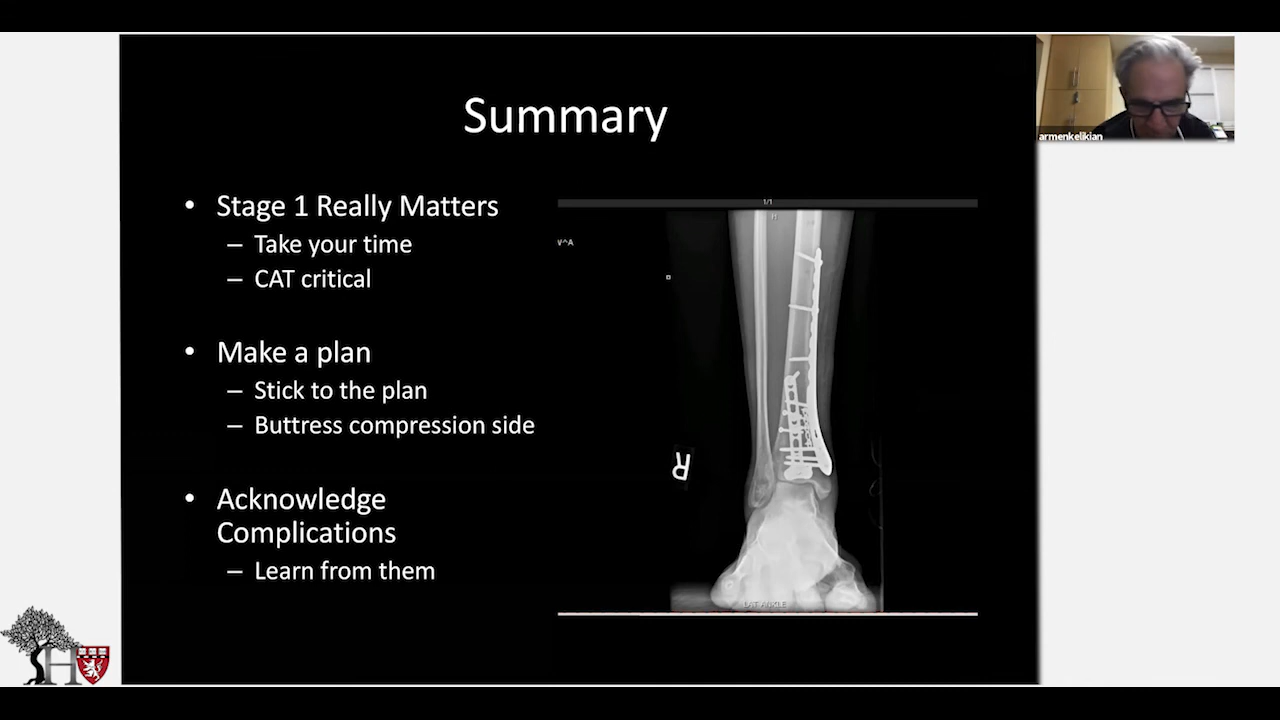 Summary
armenkelikian
• Stage 1 Really Matters
– Take your time
– CAT critical
• Make a plan
– Stick to the plan
– Buttress compression side
• Acknowledge
Complications
– Learn from them
1/1
H
V^A
R
LAT ANKLE
H